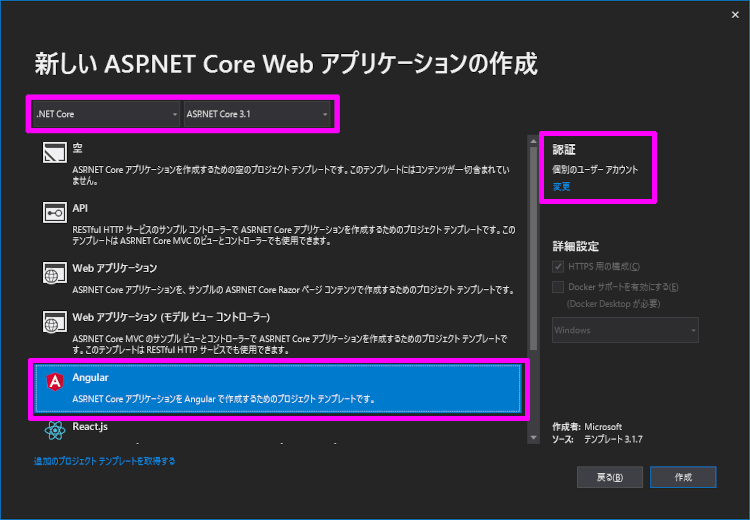 新しい ASP.NET Core Web アプリケーションの作成
.NET Core
ASP.NET Core 3.1
空
ASP.NET Core アプリケーションを作成するための空のプロジェクト テンプレートです。このテンプレートにはコンテンツが一切含まれていません。
API
RESTful HTTP サービスのサンプル コントローラーで ASP.NET Core アプリケーションを作成するためのプロジェクト テンプレートです。このテンプレートは ASP.NET Core MVC のビューとコントローラーでも使用できます。
Web アプリケーション
ASP.NET Core アプリケーションを、サンプルの ASP.NET Core Razor ページ コンテンツで作成するためのプロジェクト テンプレートです。
Web アプリケーション (モデル ビュー コントローラー)
ASP.NET Core MVC のサンプル ビューとコントローラーで ASP.NET Core アプリケーションを作成するためのプロジェクト テンプレートです。このテンプレートは RESTful HTTP サービスでも使用できます。
Angular
ASP.NET Core アプリケーションを Angular で作成するためのプロジェクト テンプレートです。
React.js
追加のプロジェクト テンプレートを取得する
認証
個別のユーザー アカウント
変更
詳細設定
HTTPS 用の構成(C)
Docker サポートを有効にする(E)
(Docker Desktop が必要)
Windows
作成者: Microsoft
ソース: テンプレート 3.1.7
戻る(B)
作成